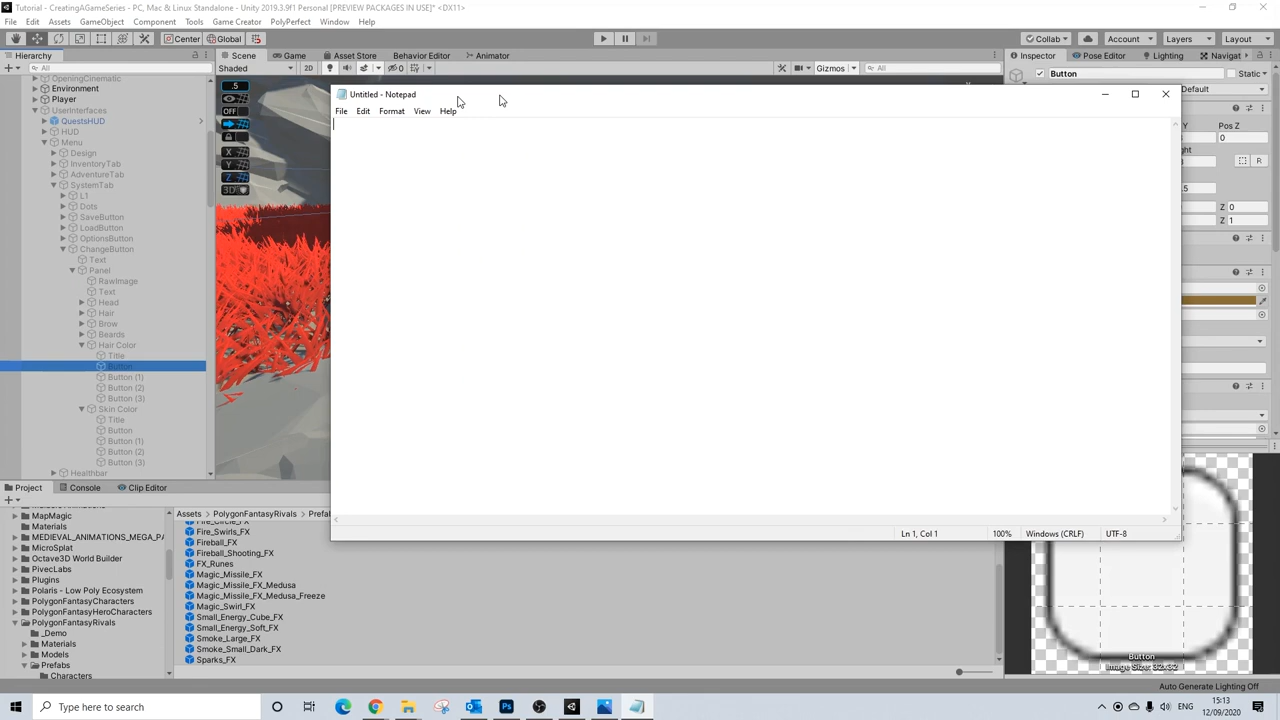 Tutorial - CreatingAGameSeries - PC, Mac & Linux Standalone - Unity 2019.3.9f1 Personal [PREVIEW PACKAGES IN USE]* <DX11>
File Edit Assets GameObject Component Tools Game Creator PolyPerfect Window Help
Center Global Collab Account Layers Layout
Hierarchy Scene Game Asset Store Behavior Editor Animator Inspector Pose Editor Lighting Navigat
All Shaded 2D 0 Gizmos All Button Static
OpeningCinematic
Environment
Player
UserInterfaces
QuestsHUD
HUD
Menu
Design
InventoryTab
AdventureTab
SystemTab
L1
Dots
SaveButton
LoadButton
OptionsButton
ChangeButton
Text
Panel
RawImage
Text
Head
Hair
Brow
Beards
Hair Color
Title
Button
Button (1)
Button (2)
Button (3)
Skin Color
Title
Button
Button (1)
Button (2)
Button (3)
Healthbar
.5
OFF
X
Y
Z
3D
Untitled - Notepad
File Edit Format View Help
Ln 1, Col 1 100% Windows (CRLF) UTF-8
Default
Y Pos Z
0
ight
R
.5
Z 0
Z 1
Project Console Clip Editor
MapMagic
Materials
MEDIEVAL_ANIMATIONS_MEGA_PA
MicroSplat
Octave3D World Builder
PivecLabs
Plugins
Polaris - Low Poly Ecosystem
PolygonFantasyCharacters
PolygonFantasyHeroCharacters
PolygonFantasyRivals
_Demo
Materials
Models
Prefabs
Characters
Assets > PolygonFantasyRivals > Prefal
Fire_Circle_FX
Fire_Swirls_FX
Fireball_FX
Fireball_Shooting_FX
FX_Runes
Magic_Missile_FX
Magic_Missile_FX_Medusa
Magic_Missile_FX_Medusa_Freeze
Magic_Swirl_FX
Small_Energy_Cube_FX
Small_Energy_Soft_FX
Smoke_Large_FX
Smoke_Small_Dark_FX
Sparks_FX
Button
Image Size: 32x32
Auto Generate Lighting Off
Type here to search
15:13
12/09/2020